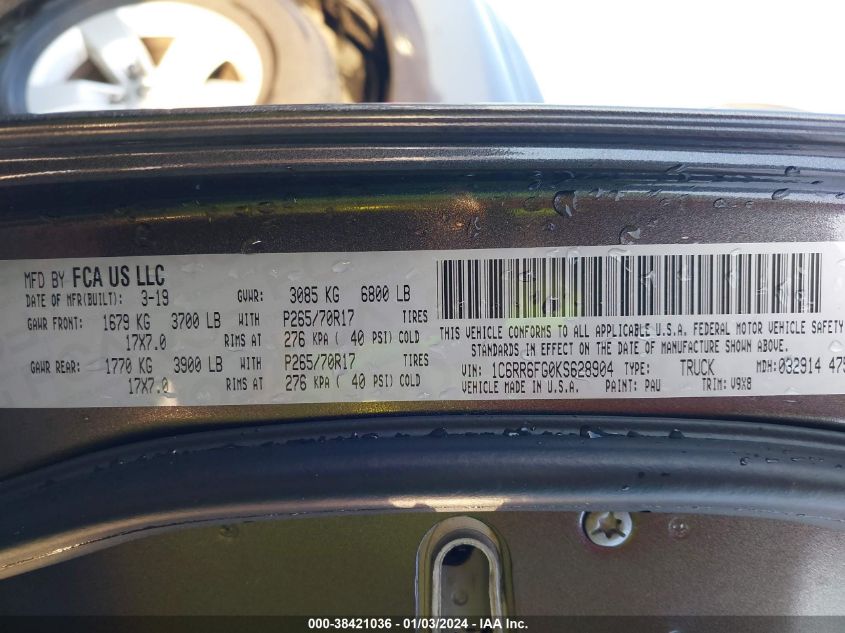 MFD BY FCA US LLC
DATE OF MFR(BUILT): 3-19 GVWR: 3085 KG 6800 LB
GAWR FRONT: 1679 KG 3700 LB WITH P265/70R17 TIRES
17X7.0 RIMS AT 276 KPA ( 40 PSI) COLD
GAWR REAR: 1770 KG 3900 LB WITH P265/70R17 TIRES
17X7.0 RIMS AT 276 KPA ( 40 PSI) COLD
THIS VEHICLE CONFORMS TO ALL APPLICABLE U.S.A. FEDERAL MOTOR VEHICLE SAFETY
STANDARDS IN EFFECT ON THE DATE OF MANUFACTURE SHOWN ABOVE.
VIN: 1C6RR6FG0KS628904 TYPE: TRUCK MDH: 032914 475
VEHICLE MADE IN U.S.A. PAINT: PAU TRIM: V9X8
000-38421036 - 01/03/2024 - IAA Inc.